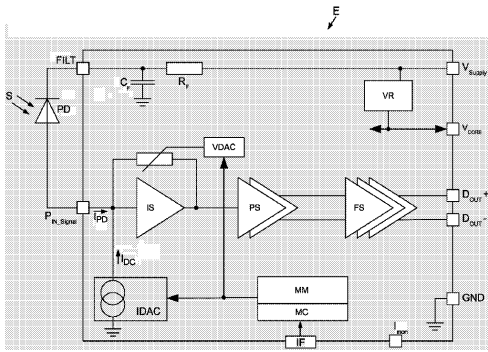 E
FILT
C_F
R_F
V_Supply
VR
S
PD
V_CORE
VDAC
P_IN_Signal
i_PD
IS
PS
FS
D_OUT+
D_OUT-
I_DC
IDAC
MM
MC
GND
IF
I_mon